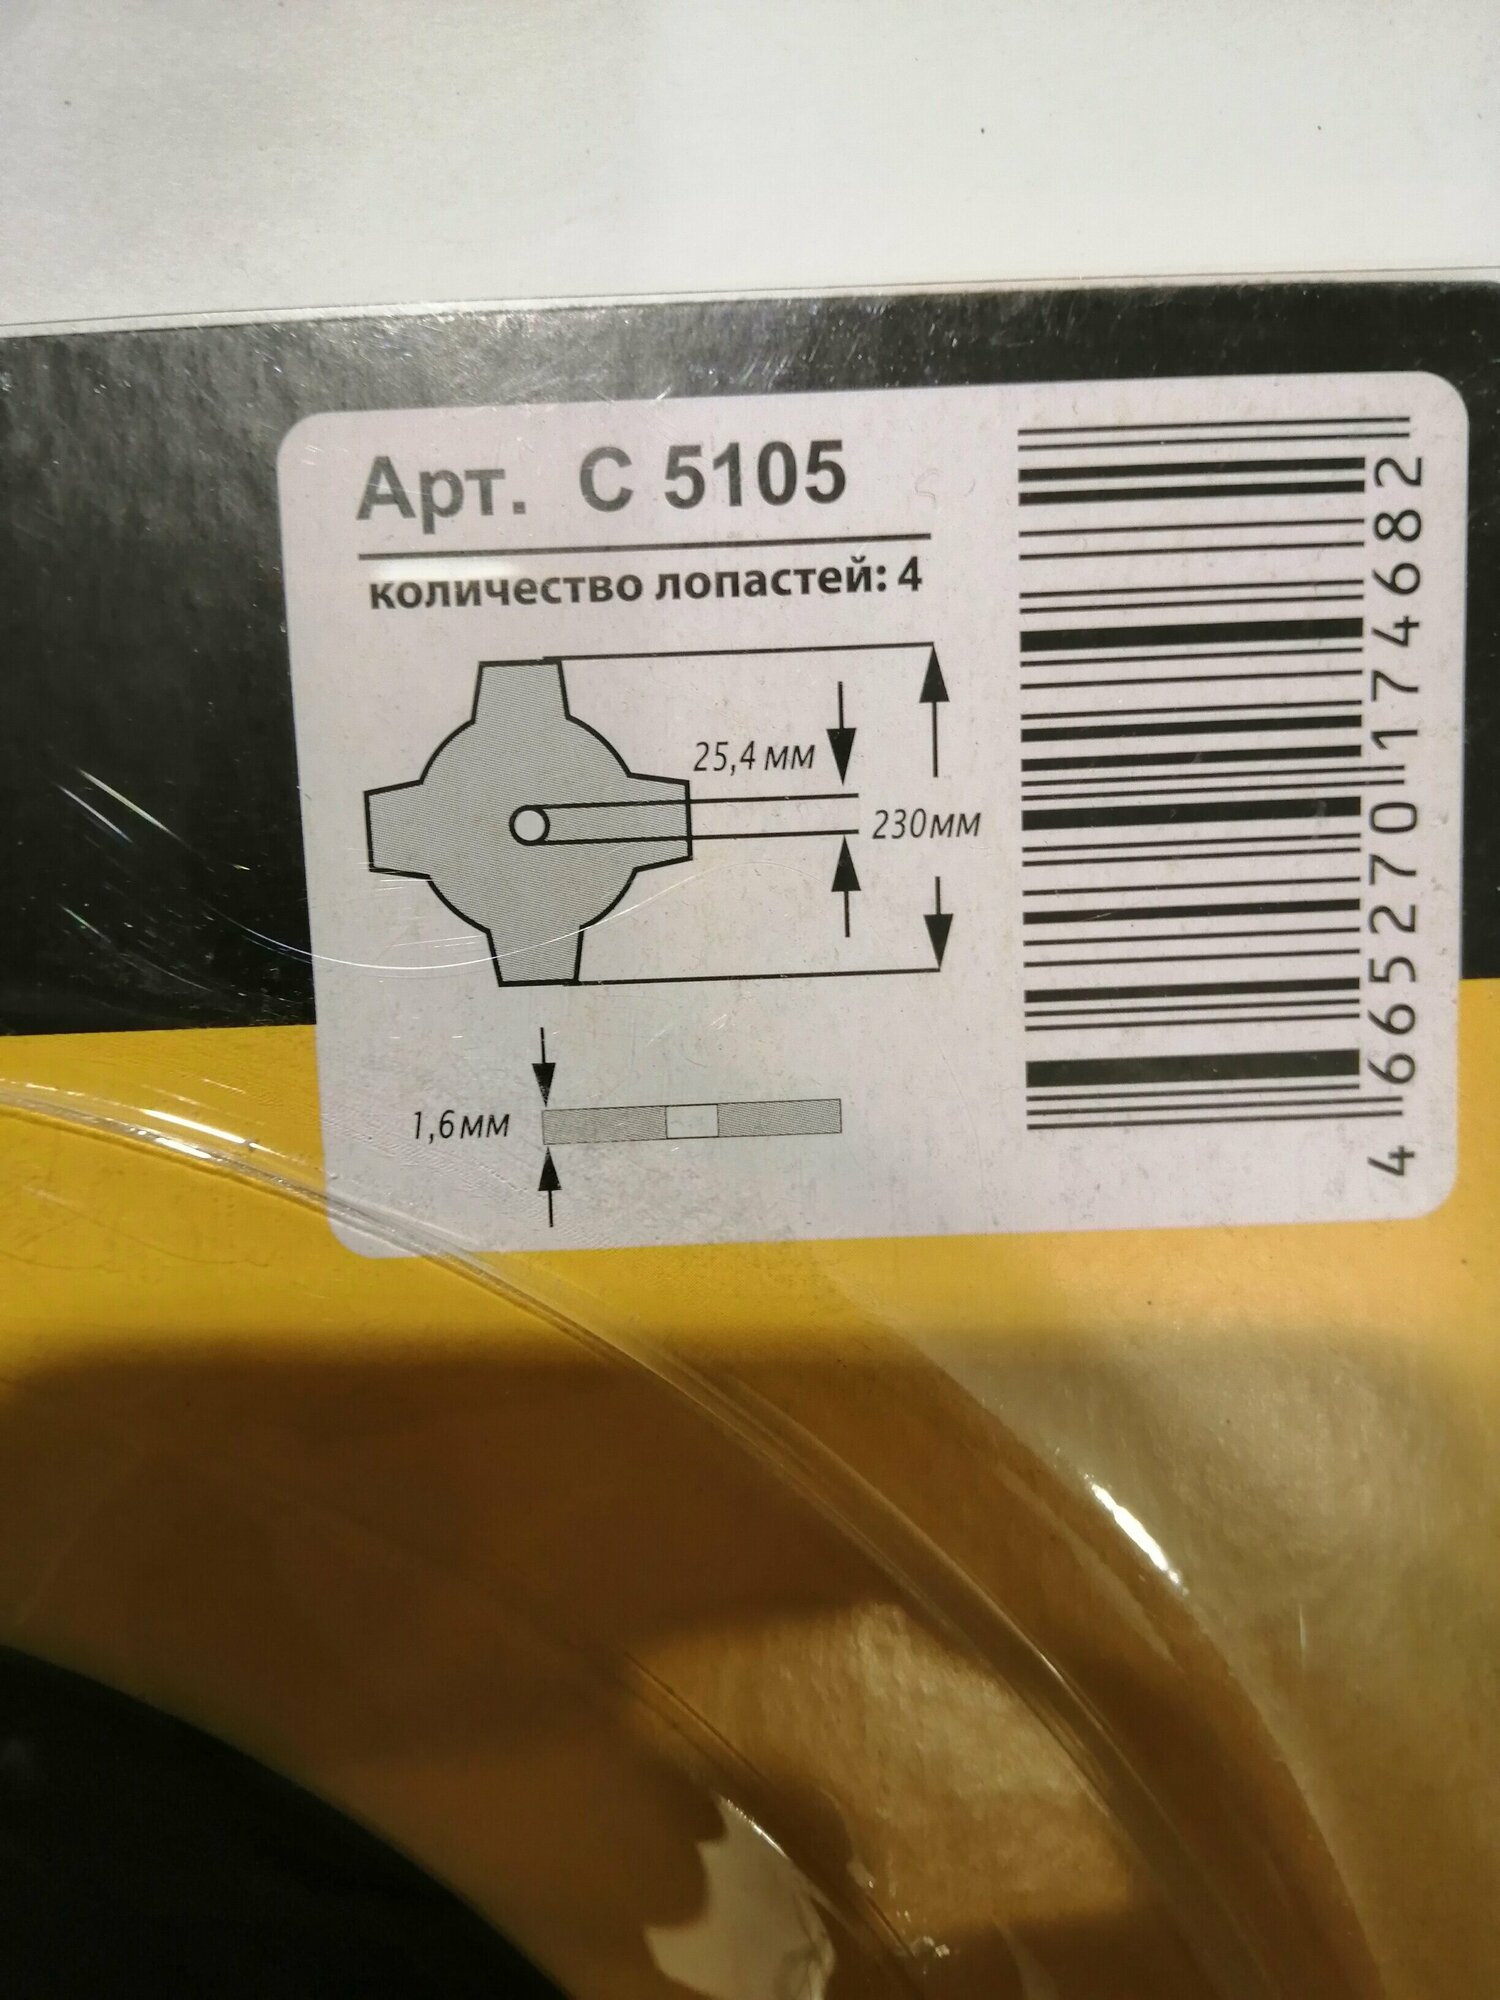 Арт. С 5105
количество лопастей: 4
25,4 мм
230мм
1,6мм
4 665270 174682